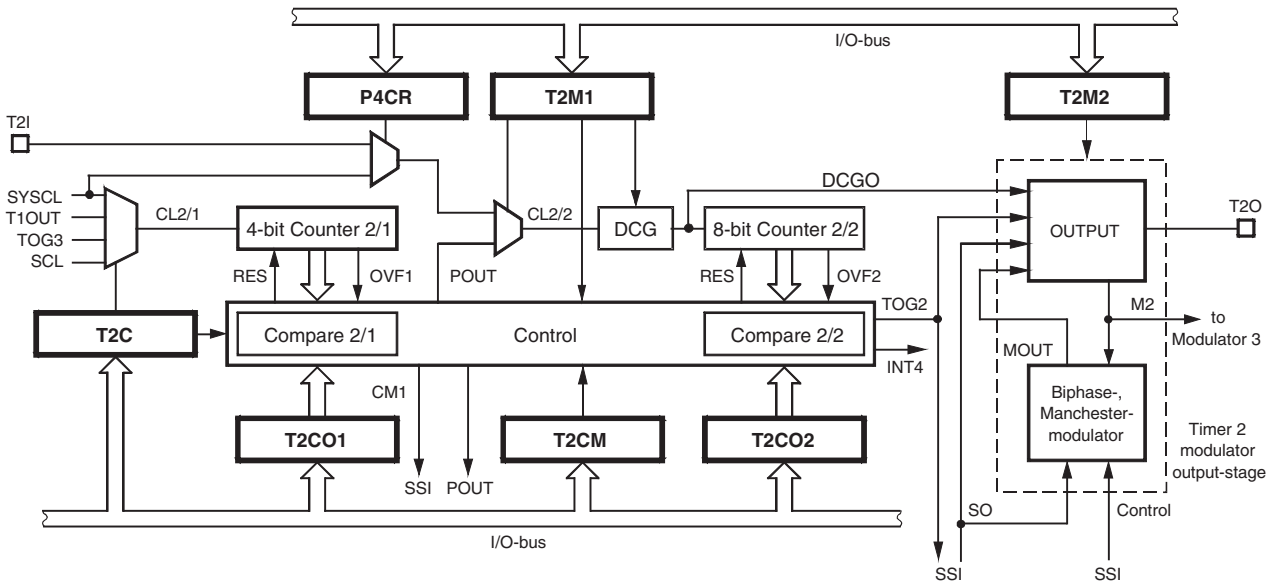 I/O-bus
P4CR
T2M1
T2M2
T2I
SYSCL
T1OUT
TOG3
SCL
CL2/1
4-bit Counter 2/1
CL2/2
DCG
8-bit Counter 2/2
DCGO
OUTPUT
T2O
RES
OVF1
POUT
RES
OVF2
TOG2
M2
to
Modulator 3
T2C
Compare 2/1
Control
Compare 2/2
INT4
MOUT
CM1
Biphase-,
Manchester-
modulator
T2CO1
T2CM
T2CO2
Timer 2
modulator
output-stage
SSI
POUT
SO
Control
I/O-bus
SSI
SSI